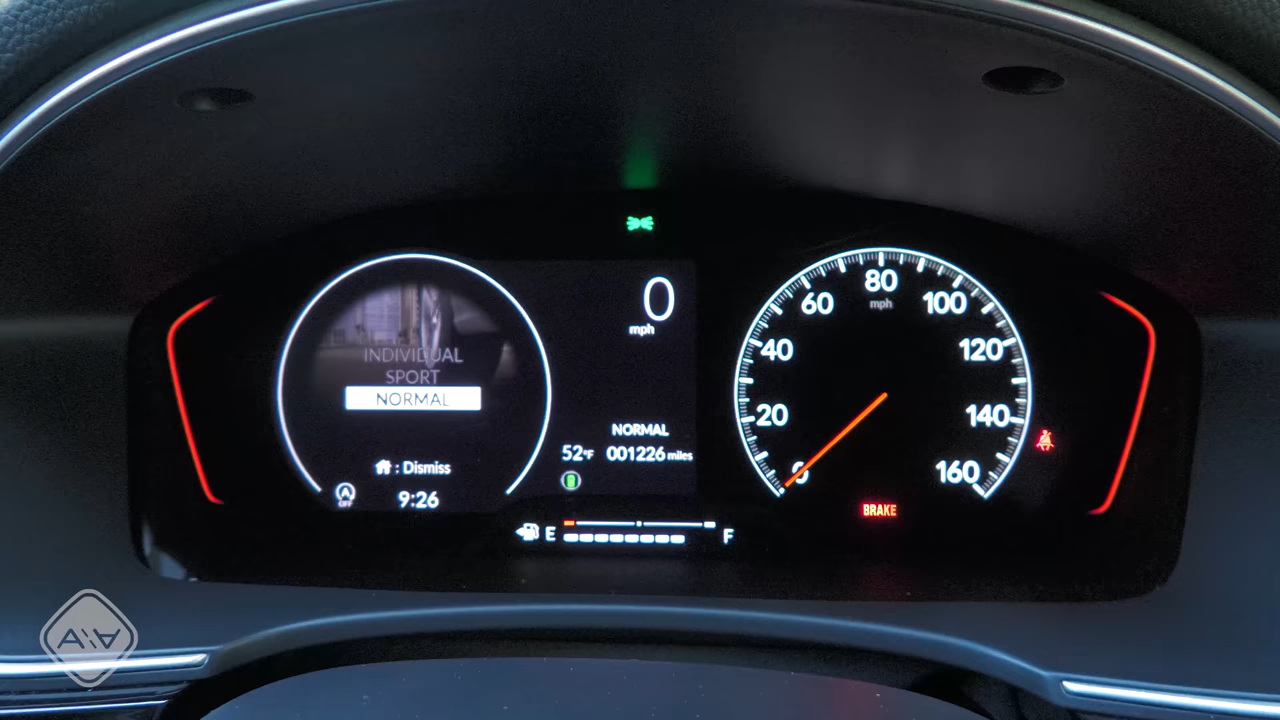 INDIVIDUAL
SPORT
NORMAL
: Dismiss
OFF
9:26
0
mph
NORMAL
52°F 001226 miles
E F
0
20
40
60
80
mph
100
120
140
160
BRAKE